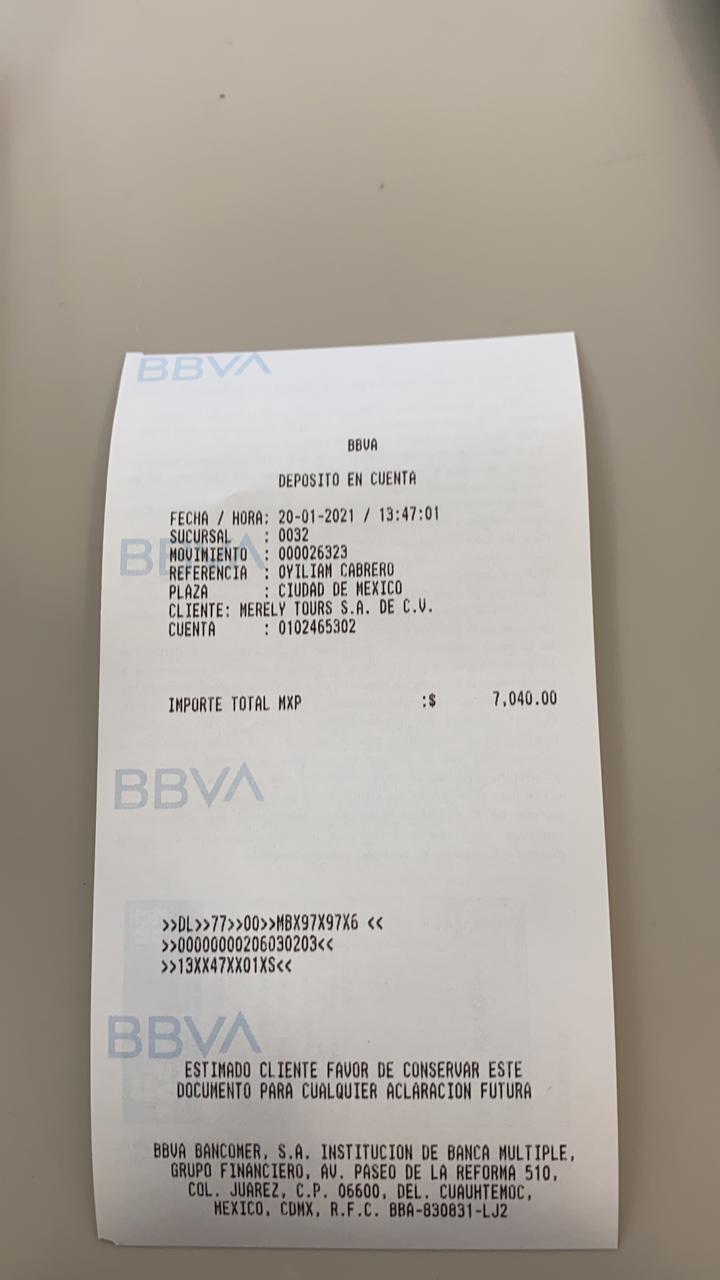 BBVA
BBVA
DEPOSITO EN CUENTA
FECHA / HORA: 20-01-2021 / 13:47:01
SUCURSAL : 0032
BBVA
MOVIMIENTO : 000026323
REFERENCIA : OYILIAM CABRERO
PLAZA : CIUDAD DE MEXICO
CLIENTE: MERELY TOURS S.A. DE C.V.
CUENTA : 0102465302
IMPORTE TOTAL MXP :$ 7,040.00
BBVA
>>DL>>77>>00>>MBX97X97X6 <<
>>00000000206030203<<
>>13XX47XX01XS<<
BBVA
ESTIMADO CLIENTE FAVOR DE CONSERVAR ESTE
DOCUMENTO PARA CUALQUIER ACLARACION FUTURA
BBVA BANCOMER, S.A. INSTITUCION DE BANCA MULTIPLE,
GRUPO FINANCIERO, AV. PASEO DE LA REFORMA 510,
COL. JUAREZ, C.P. 06600, DEL. CUAUHTEMOC,
MEXICO, CDMX, R.F.C. BBA-830831-LJ2